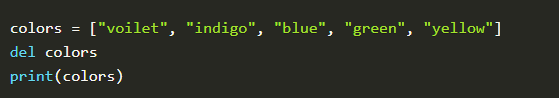 colors = ["voilet", "indigo", "blue", "green", "yellow"]
del colors
print(colors)